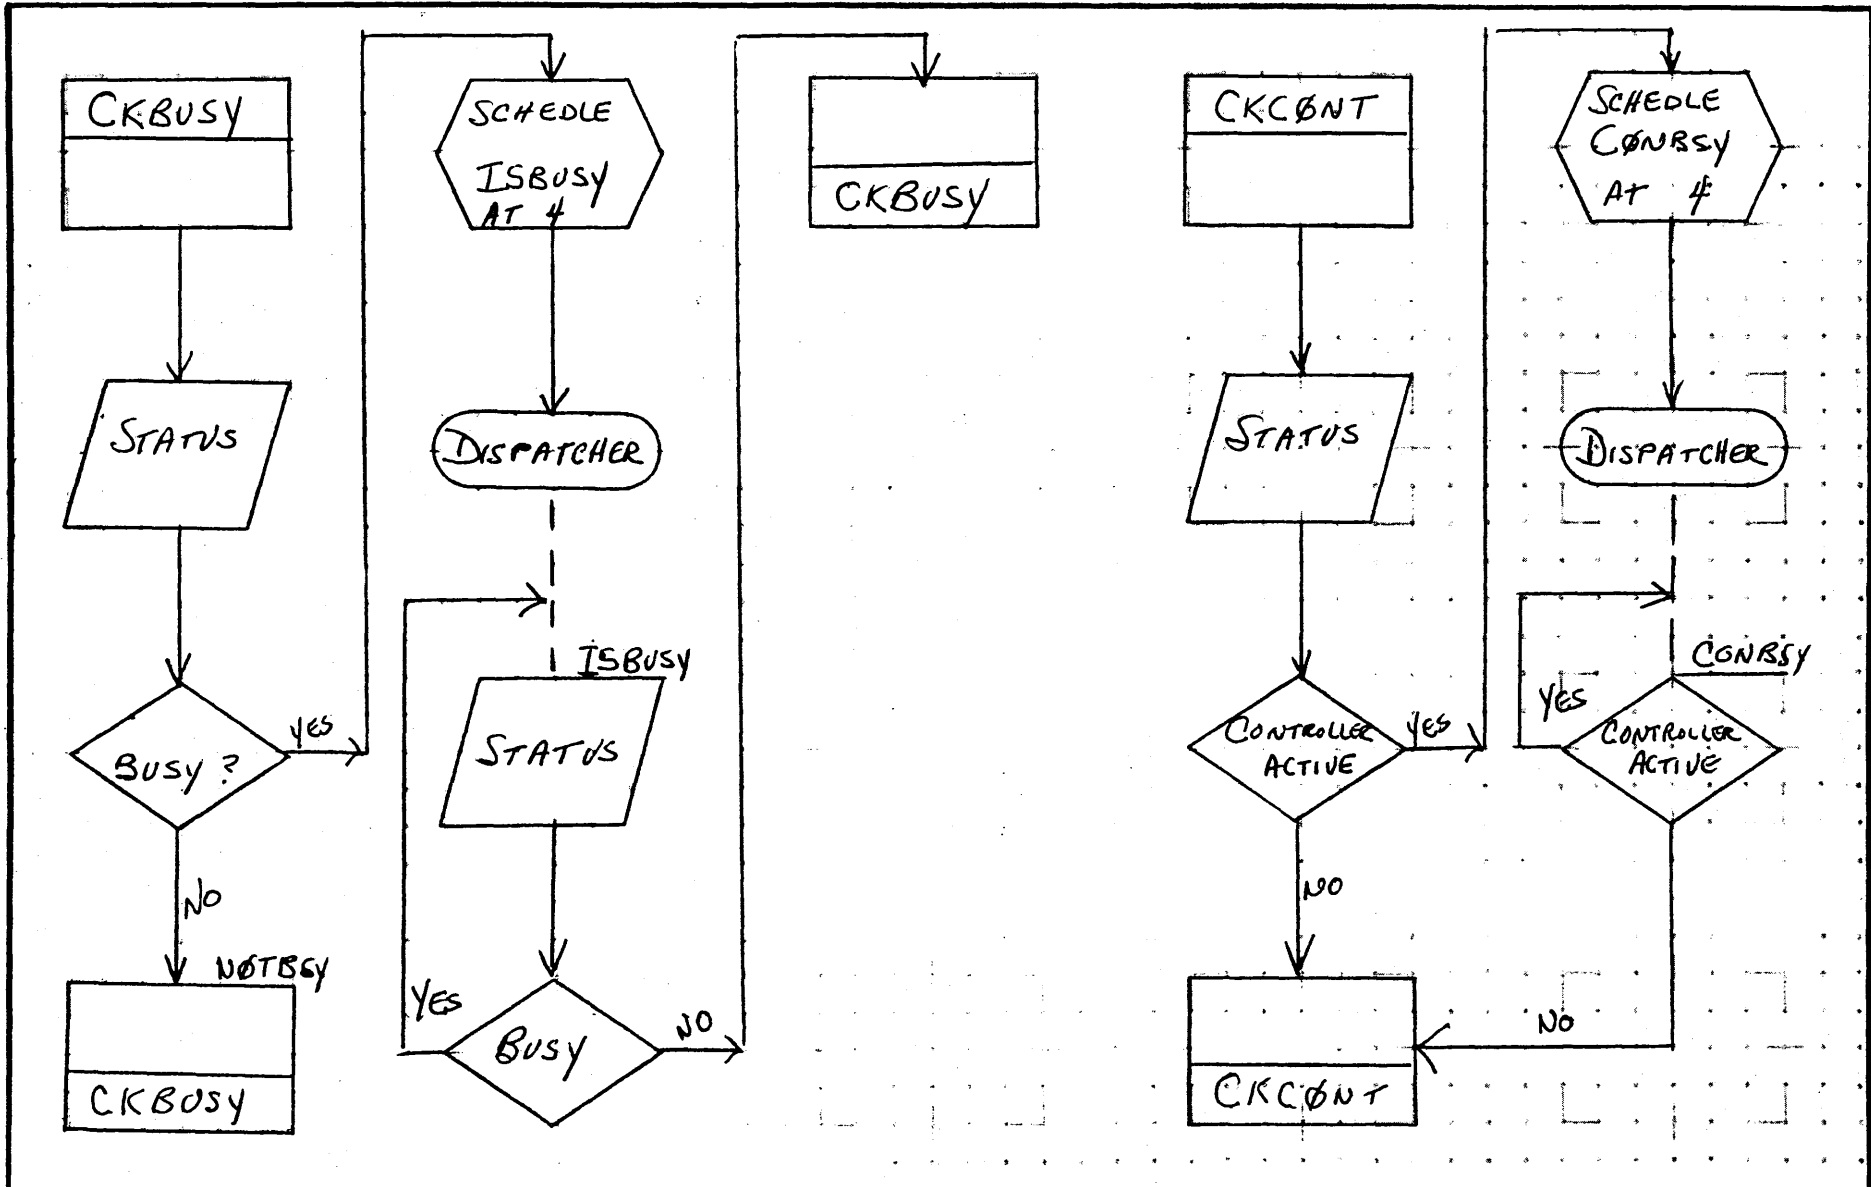 CKBUSY
STATUS
BUSY ?
YES
NO
NØTBSY
CKBUSY
SCHEDLE
ISBUSY
AT 4
DISPATCHER
ISBUSY
STATUS
YES
BUSY
NO
CKBUSY
CKCØNT
STATUS
CONTROLLER
ACTIVE
YES
NO
CKCØNT
SCHEDLE
CØNBSY
AT 4
DISPATCHER
CONBSY
YES
CONTROLLER
ACTIVE
NO